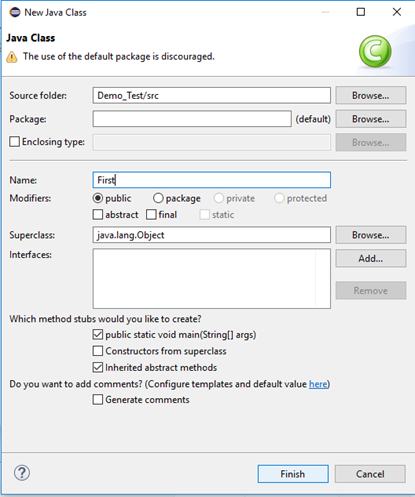 New Java Class
Java Class
The use of the default package is discouraged.
Source folder: Demo_Test/src Browse...
Package: (default) Browse...
Enclosing type: Browse...
Name: First
Modifiers: public package private protected
abstract final static
Superclass: java.lang.Object Browse...
Interfaces: Add...
Remove
Which method stubs would you like to create?
public static void main(String[] args)
Constructors from superclass
Inherited abstract methods
Do you want to add comments? (Configure templates and default value here)
Generate comments
? Finish Cancel